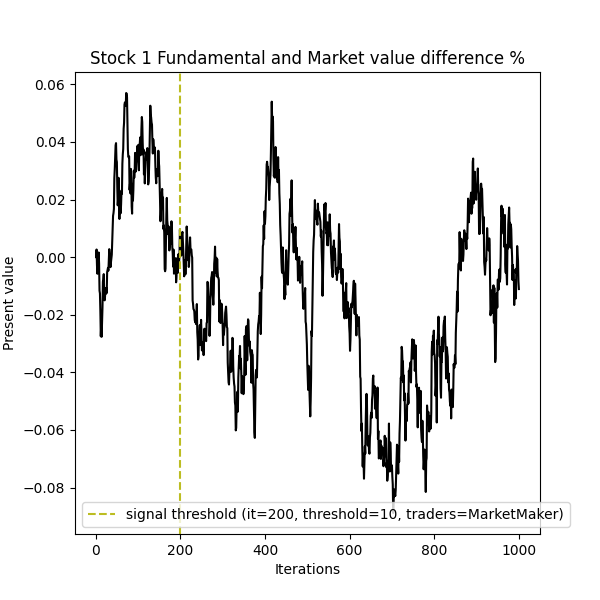 Stock 1 Fundamental and Market value difference %
0.06
0.04
0.02
0.00
−0.02
−0.04
−0.06
−0.08
Present value
signal threshold (it=200, threshold=10, traders=MarketMaker)
0 200 400 600 800 1000
Iterations